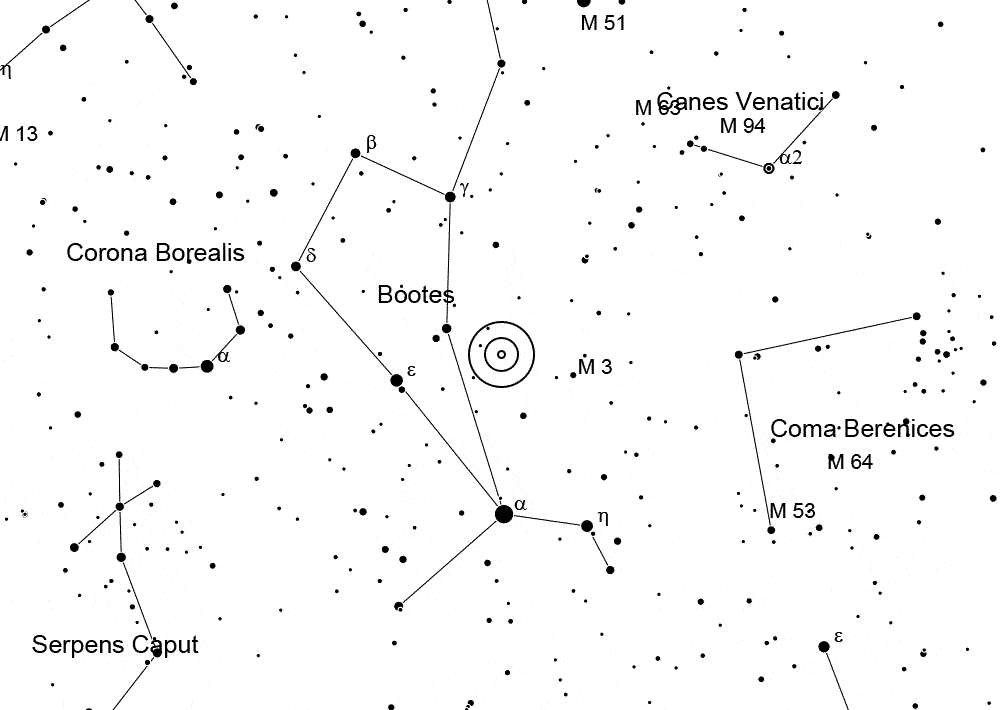 M 51
η
M 63
Canes Venatici
M 94
M 13
β
α2
γ
Corona Borealis
δ
Bootes
α
ε
M 3
Coma Berenices
M 64
α
η
M 53
Serpens Caput
ε